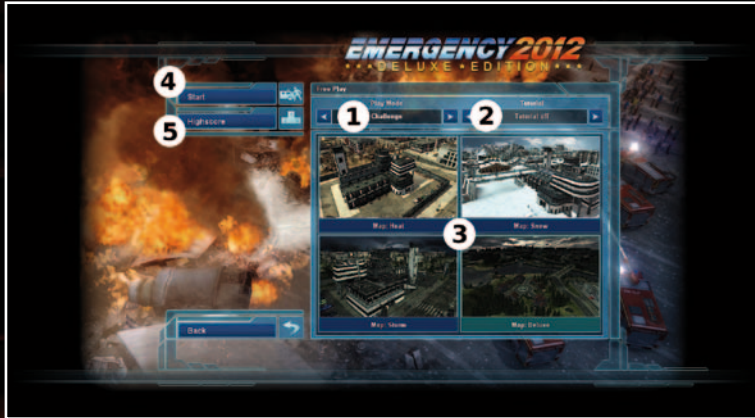 EMERGENCY 2012
DELUXE EDITION
4
Start
Free Play
Play Mode
Tutorial
1
2
Challenge
Tutorial off
5
Highscore
Map: Heat
Map: Snow
3
Map: Storm
Map: Deluxe
Back